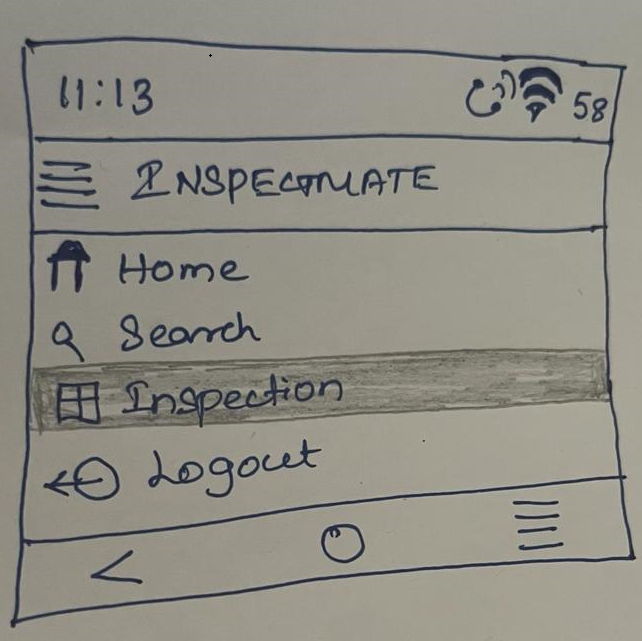 11:13 58
INSPECTMATE
Home
Search
Inspection
Logout